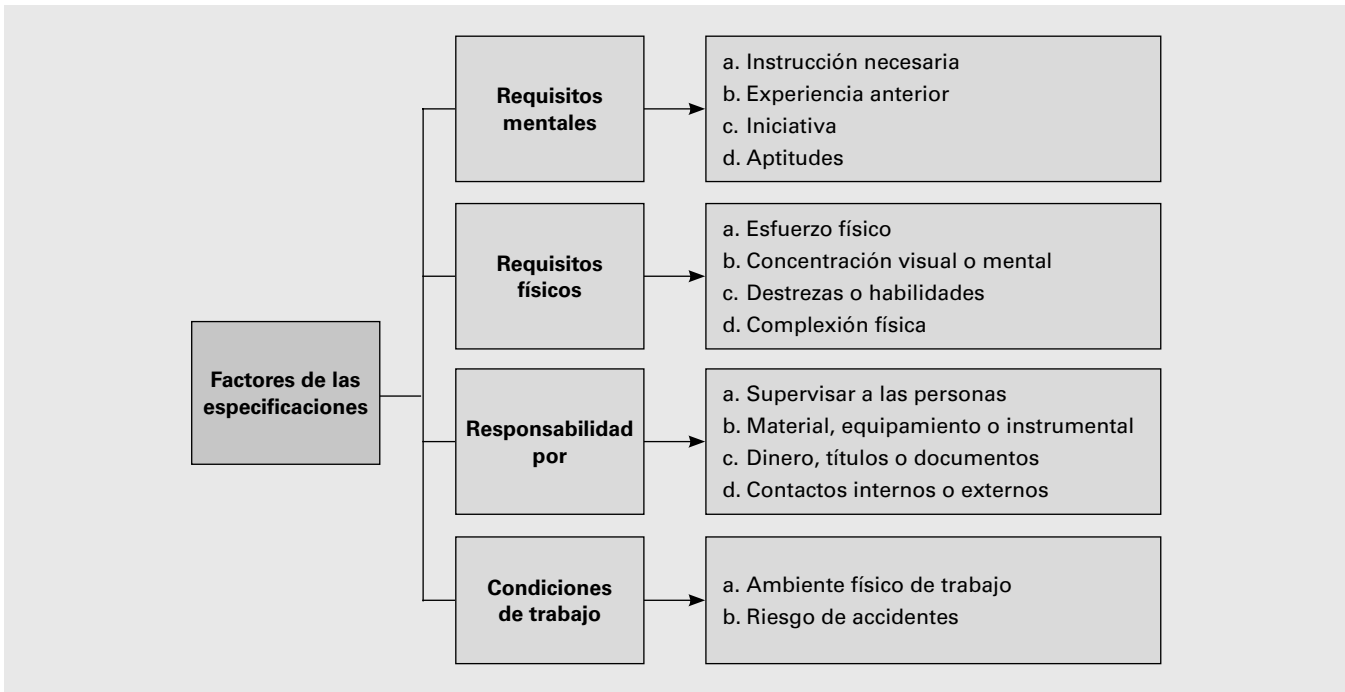 Factores de las
especificaciones
Requisitos
mentales
a. Instrucción necesaria
b. Experiencia anterior
c. Iniciativa
d. Aptitudes
Requisitos
físicos
a. Esfuerzo físico
b. Concentración visual o mental
c. Destrezas o habilidades
d. Complexión física
Responsabilidad
por
a. Supervisar a las personas
b. Material, equipamiento o instrumental
c. Dinero, títulos o documentos
d. Contactos internos o externos
Condiciones
de trabajo
a. Ambiente físico de trabajo
b. Riesgo de accidentes